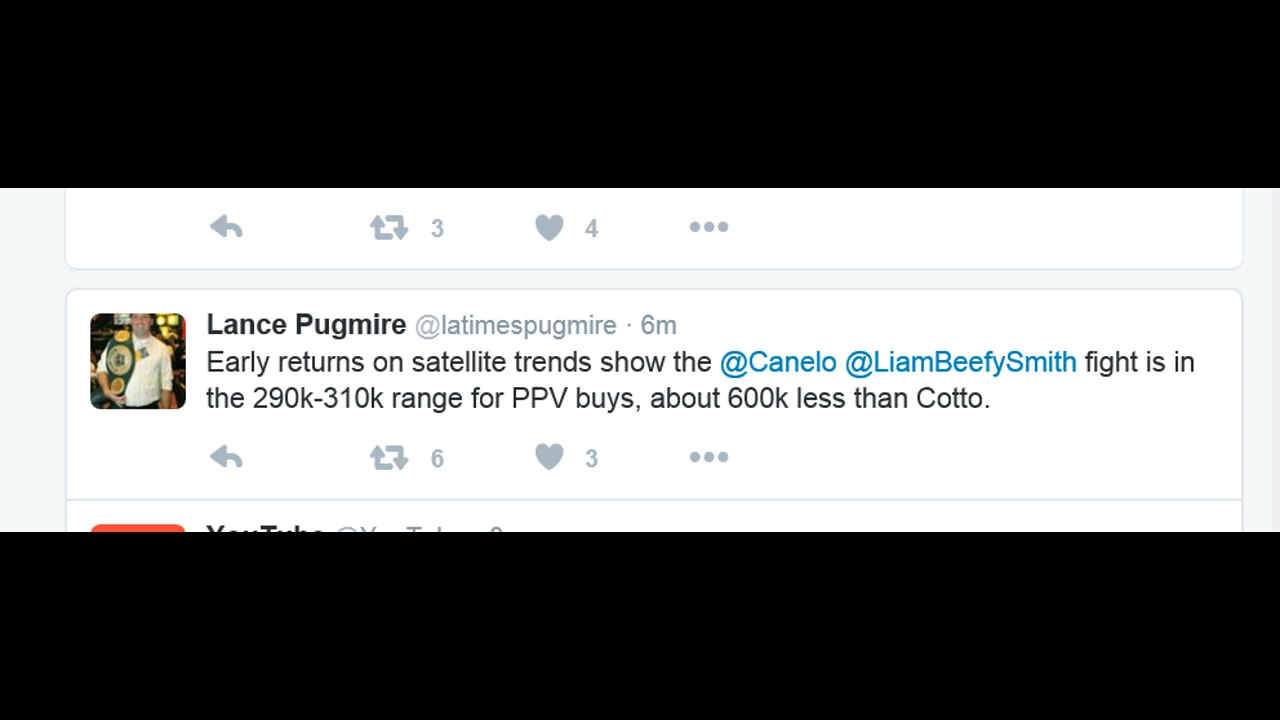 3 4
Lance Pugmire @latimespugmire · 6m
Early returns on satellite trends show the @Canelo @LiamBeefySmith fight is in
the 290k-310k range for PPV buys, about 600k less than Cotto.
6 3
YouTube